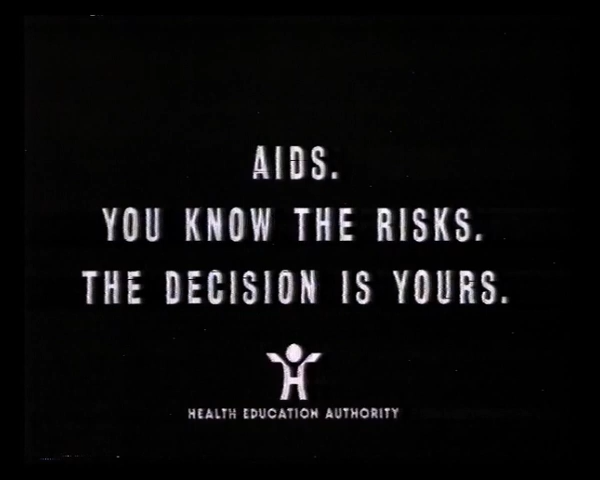 AIDS.
YOU KNOW THE RISKS.
THE DECISION IS YOURS.
HEALTH EDUCATION AUTHORITY